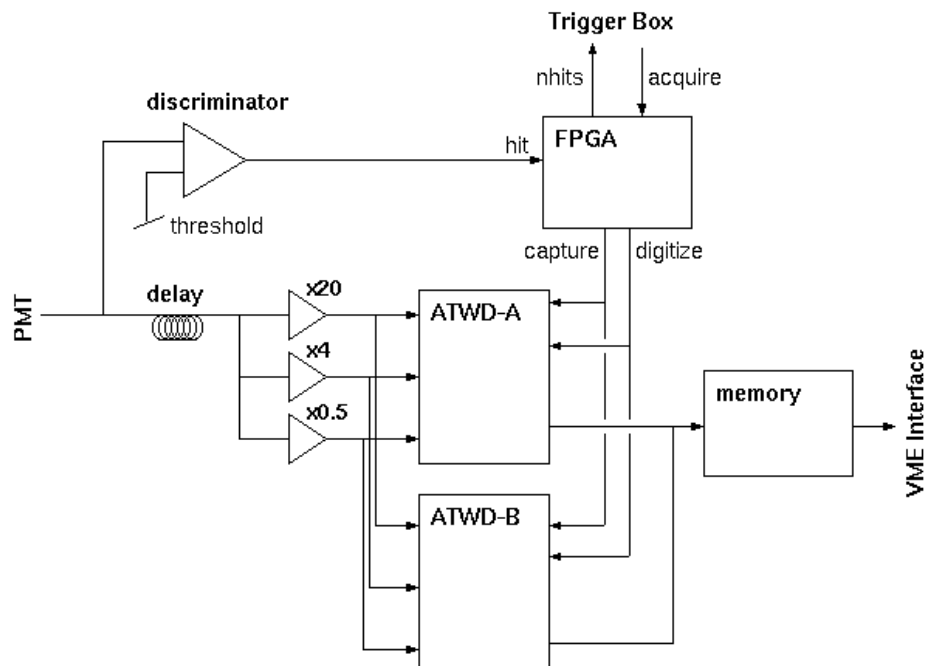 Trigger Box
nhits
acquire
discriminator
hit
FPGA
threshold
capture
digitize
PMT
delay
x20
ATWD-A
x4
memory
x0.5
VME Interface
ATWD-B